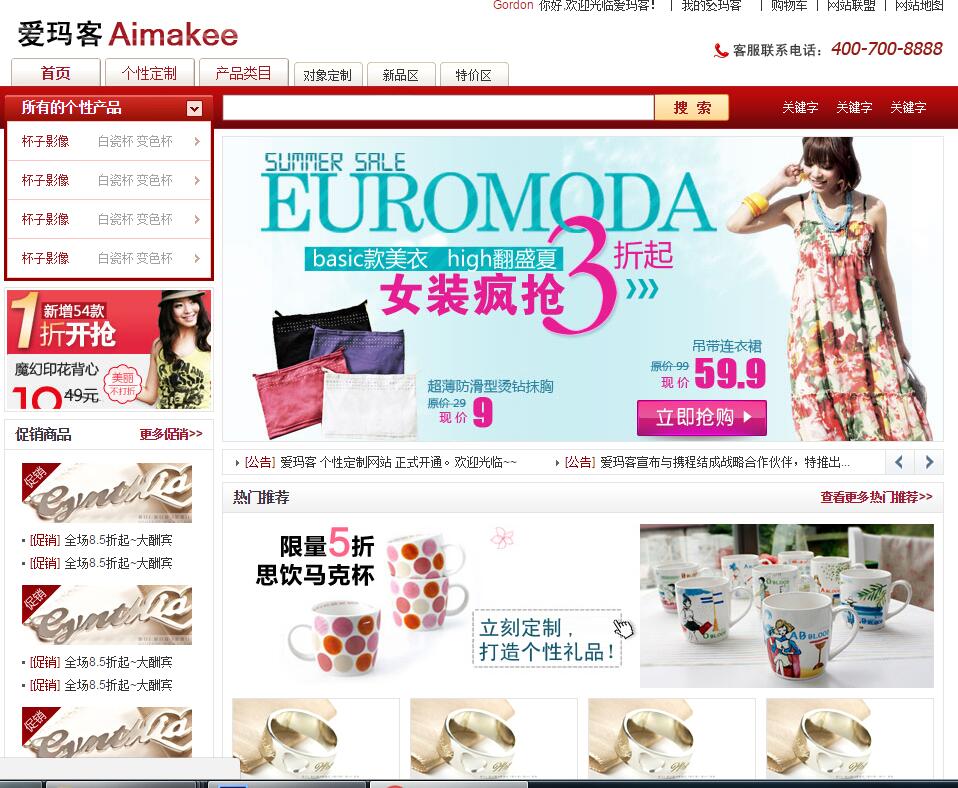 Gordon 你好,欢迎光临爱玛客! | 我的爱玛客 | 购物车 | 网站联盟 | 网站地图
爱玛客 Aimakee
客服联系电话: 400-700-8888
首页 个性定制 产品类目 对象定制 新品区 特价区
所有的个性产品
搜 索 关键字 关键字 关键字
杯子影像 白瓷杯 变色杯
杯子影像 白瓷杯 变色杯
杯子影像 白瓷杯 变色杯
杯子影像 白瓷杯 变色杯
SUMMER SALE
EUROMODA
basic款美衣 high翻盛夏
3折起
女装疯抢
吊带连衣裙
原价 99
现价 59.9
超薄防滑型烫钻抹胸
原价 29
现价 9
立即抢购
新增54款
1折开抢
魔幻印花背心
10 49元
美丽
不打折
促销商品 更多促销>>
促销
Cynthia
• [促销] 全场8.5折起~大酬宾
• [促销] 全场8.5折起~大酬宾
促销
Cynthia
• [促销] 全场8.5折起~大酬宾
• [促销] 全场8.5折起~大酬宾
促销
Cynthia
[公告] 爱玛客 个性定制网站 正式开通。欢迎光临~~
[公告] 爱玛客宣布与携程结成战略合作伙伴，特推出...
热门推荐 查看更多热门推荐>>
限量5折
思饮马克杯
立刻定制，
打造个性礼品！
AB BLOOD